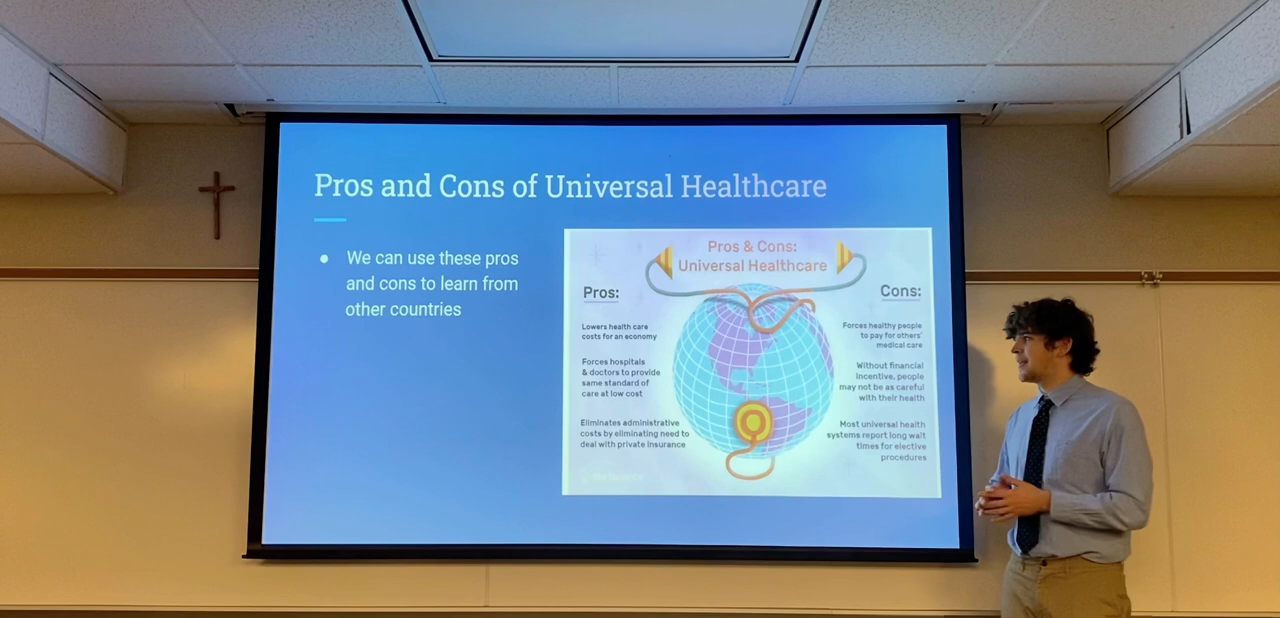 Pros and Cons of Universal Healthcare
● We can use these pros
and cons to learn from
other countries
Pros & Cons:
Universal Healthcare
Pros:
Lowers health care
costs for an economy
Forces hospitals
& doctors to provide
same standard of
care at low cost
Eliminates administrative
costs by eliminating need to
deal with private insurance
Cons:
Forces healthy people
to pay for others'
medical care
Without financial
incentive, people
may not be as careful
with their health
Most universal health
systems report long wait
times for elective
procedures